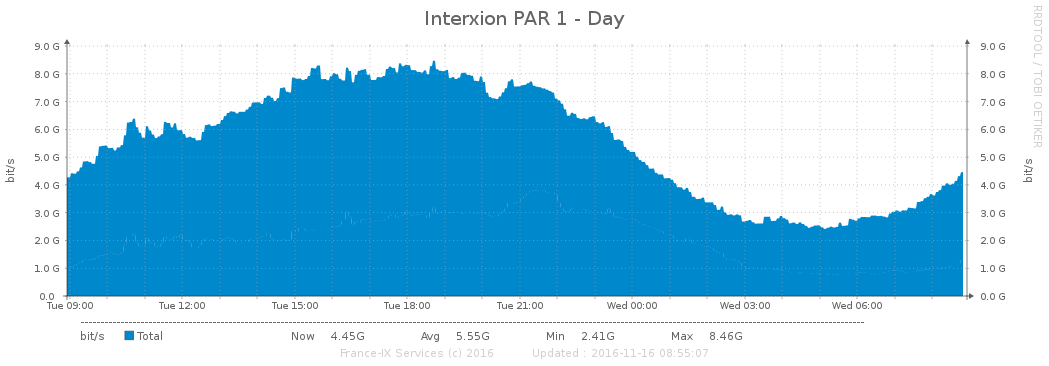 Interxion PAR 1 - Day
RRDTOOL / TOBI OETIKER
9.0 G 9.0 G
8.0 G 8.0 G
7.0 G 7.0 G
6.0 G 6.0 G
5.0 G 5.0 G
4.0 G 4.0 G
3.0 G 3.0 G
2.0 G 2.0 G
1.0 G 1.0 G
0.0 0.0 G
bit/s
bit/s
Tue 09:00 Tue 12:00 Tue 15:00 Tue 18:00 Tue 21:00 Wed 00:00 Wed 03:00 Wed 06:00
bit/s Total Now 4.45G Avg 5.55G Min 2.41G Max 8.46G
France-IX Services (c) 2016 Updated : 2016-11-16 08:55:07